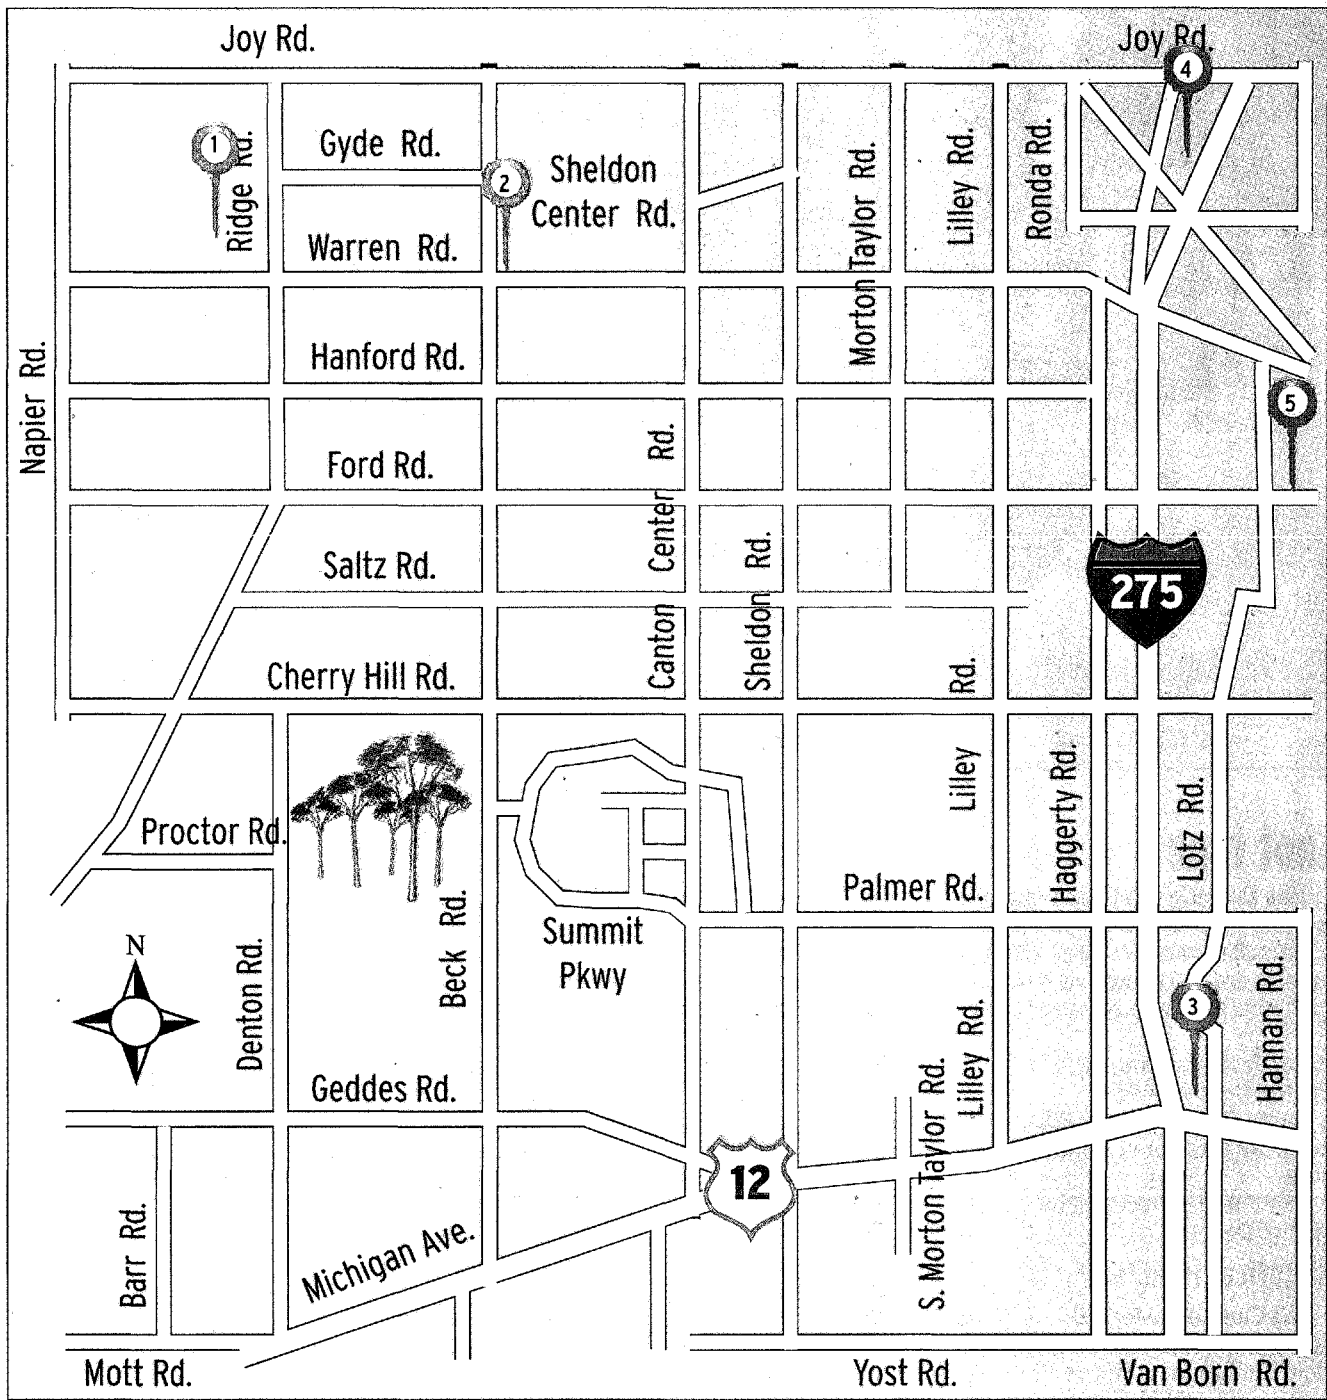 Joy Rd.
Joy Rd.
4
1
Ridge Rd.
Gyde Rd.
2
Sheldon
Center Rd.
Warren Rd.
Morton Taylor Rd.
Lilley Rd.
Ronda Rd.
Napier Rd.
Hanford Rd.
5
Ford Rd.
Canton Center Rd.
Saltz Rd.
Sheldon Rd.
275
Cherry Hill Rd.
Lilley Rd.
Haggerty Rd.
Lotz Rd.
Proctor Rd.
Palmer Rd.
Beck Rd.
Summit
Pkwy
N
Denton Rd.
3
Hannan Rd.
Geddes Rd.
Lilley Rd.
S. Morton Taylor Rd.
12
Barr Rd.
Michigan Ave.
Mott Rd.
Yost Rd.
Van Born Rd.